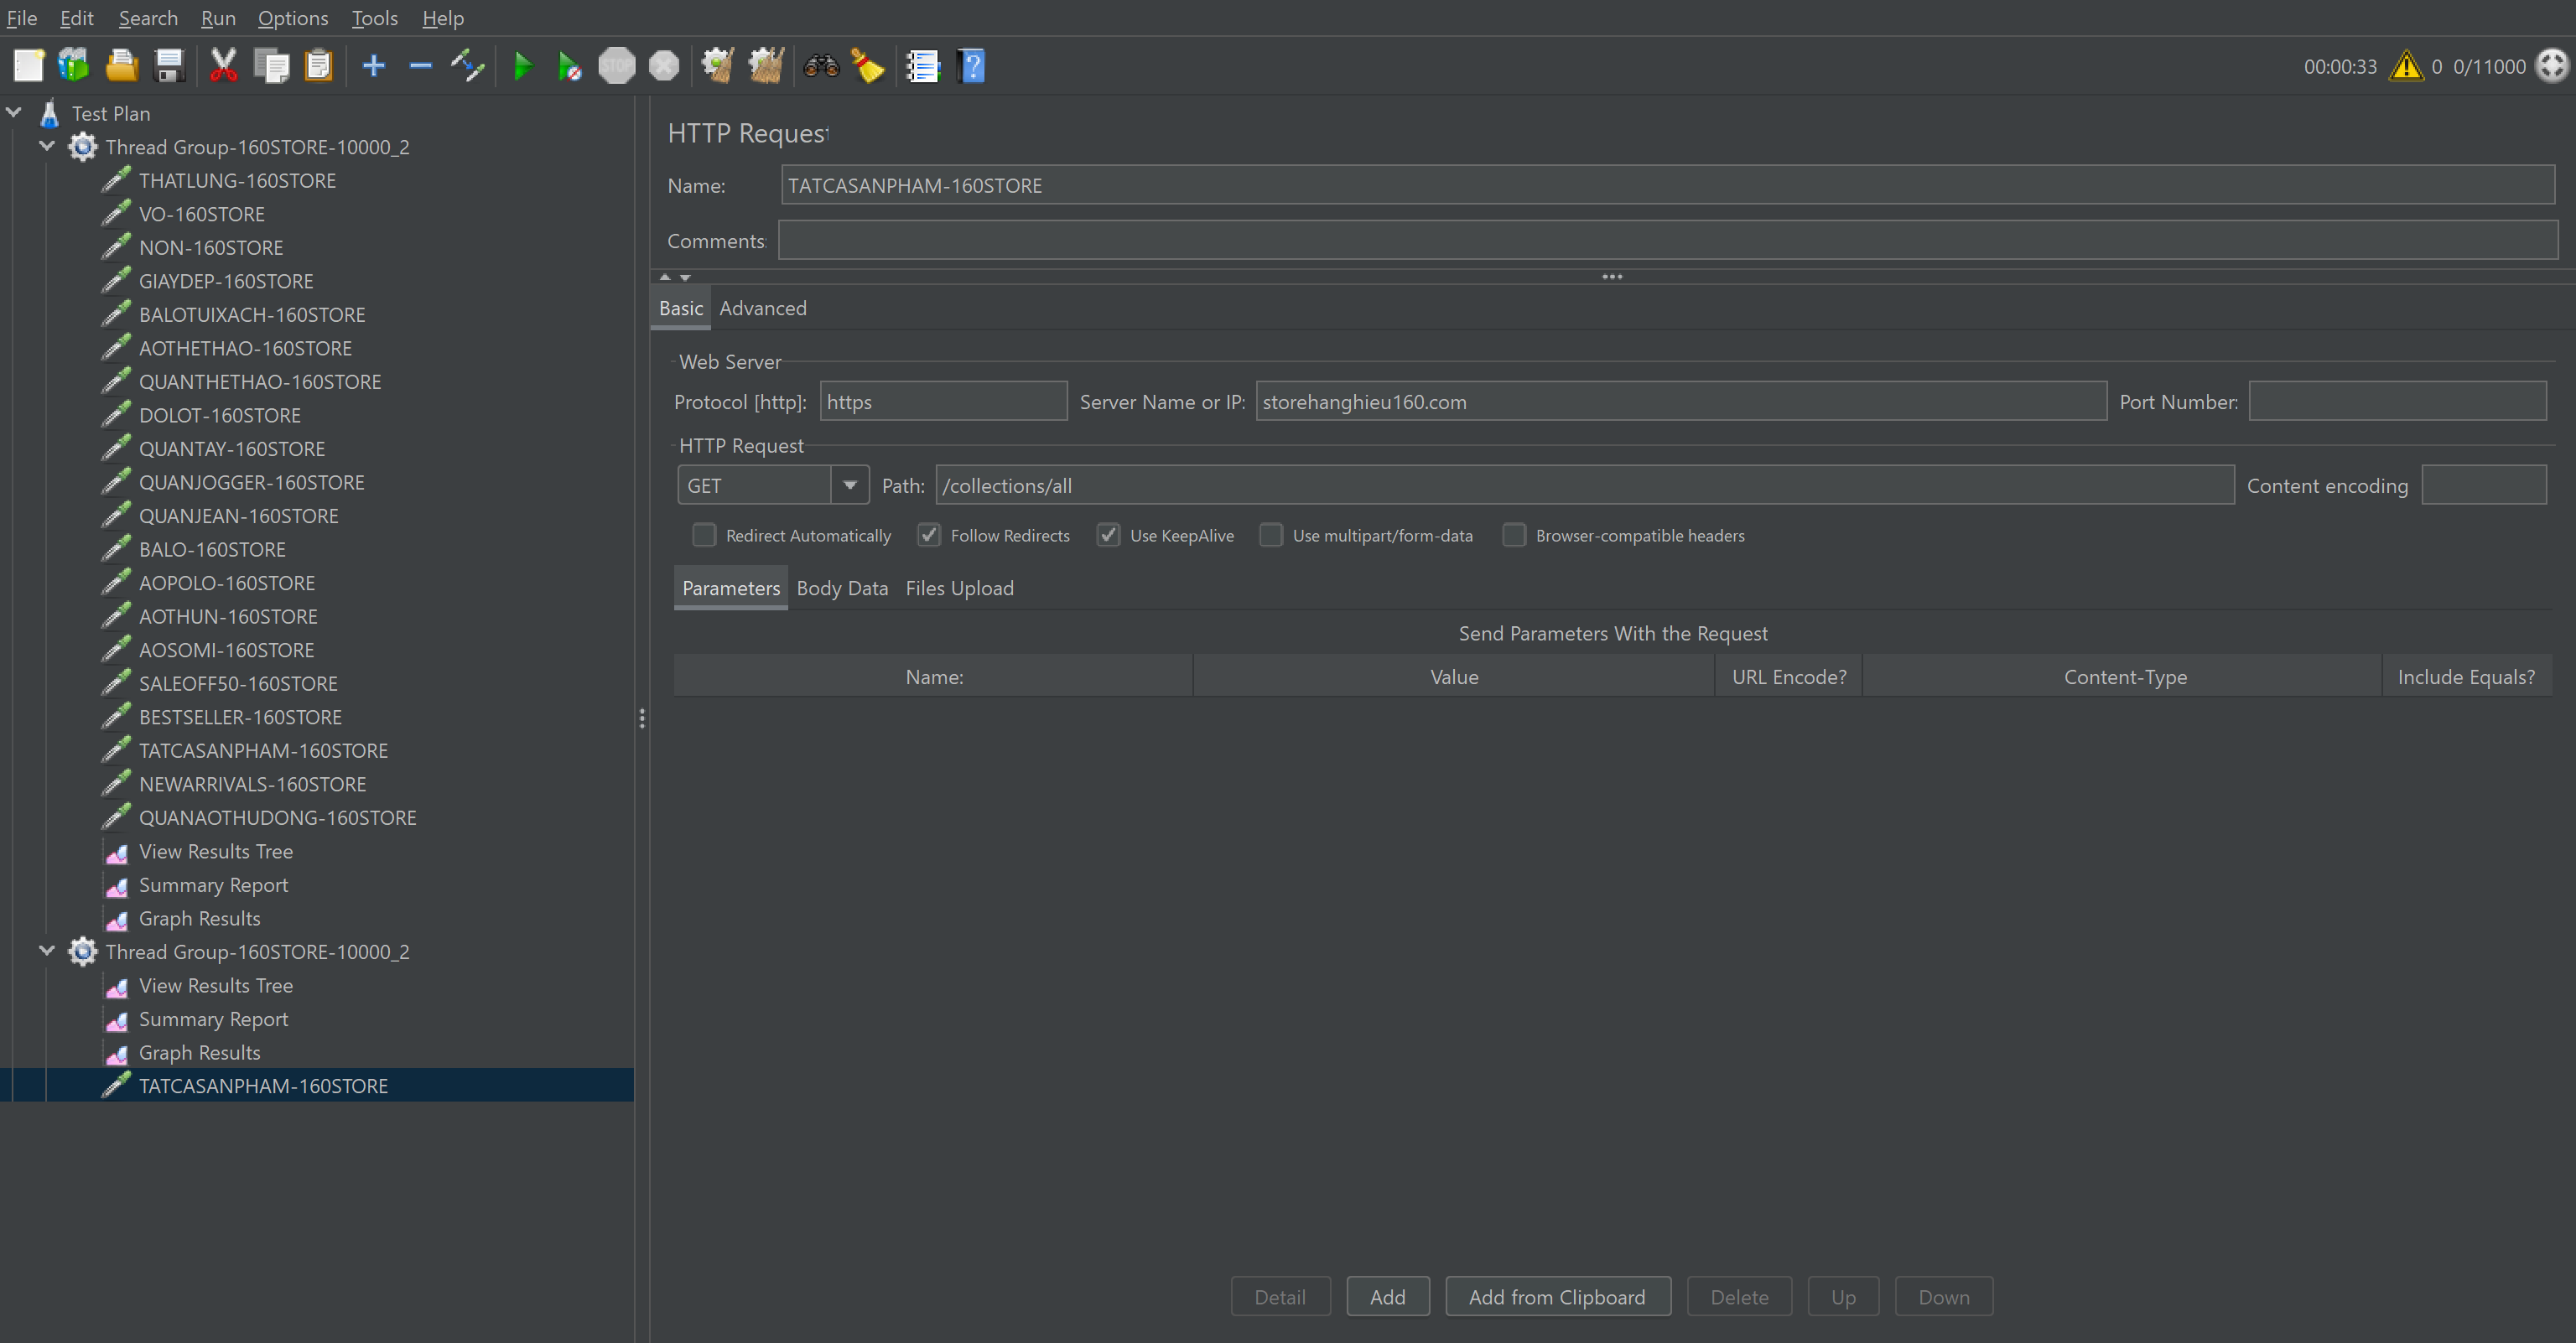 File Edit Search Run Options Tools Help
STOP
00:00:33 0 0/11000
Test Plan
Thread Group-160STORE-10000_2
THATLUNG-160STORE
VO-160STORE
NON-160STORE
GIAYDEP-160STORE
BALOTUIXACH-160STORE
AOTHETHAO-160STORE
QUANTHETHAO-160STORE
DOLOT-160STORE
QUANTAY-160STORE
QUANJOGGER-160STORE
QUANJEAN-160STORE
BALO-160STORE
AOPOLO-160STORE
AOTHUN-160STORE
AOSOMI-160STORE
SALEOFF50-160STORE
BESTSELLER-160STORE
TATCASANPHAM-160STORE
NEWARRIVALS-160STORE
QUANAOTHUDONG-160STORE
View Results Tree
Summary Report
Graph Results
Thread Group-160STORE-10000_2
View Results Tree
Summary Report
Graph Results
TATCASANPHAM-160STORE
HTTP Request
Name: TATCASANPHAM-160STORE
Comments:
Basic Advanced
Web Server
Protocol [http]: https Server Name or IP: storehanghieu160.com Port Number:
HTTP Request
GET Path: /collections/all Content encoding
Redirect Automatically Follow Redirects Use KeepAlive Use multipart/form-data Browser-compatible headers
Parameters Body Data Files Upload
Send Parameters With the Request
Name: Value URL Encode? Content-Type Include Equals?
Detail Add Add from Clipboard Delete Up Down